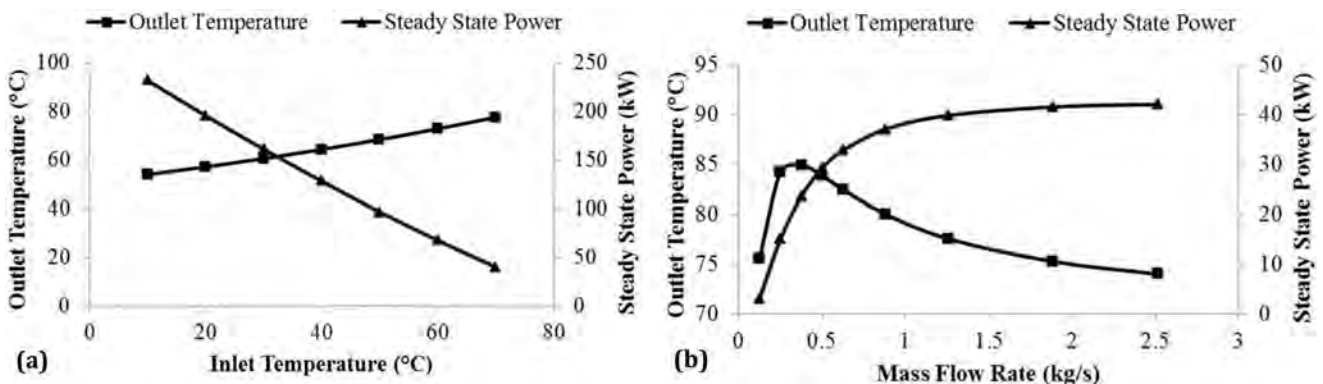 Outlet Temperature Steady State Power
Outlet Temperature (°C)
100
80
60
40
20
0
250
200
150
100
50
0
Steady State Power (kW)
0 20 40 60 80
(a) Inlet Temperature (°C)
Outlet Temperature Steady State Power
Outlet Temperature (°C)
95
90
85
80
75
70
50
40
30
20
10
0
Steady State Power (kW)
0 0.5 1 1.5 2 2.5 3
(b) Mass Flow Rate (kg/s)